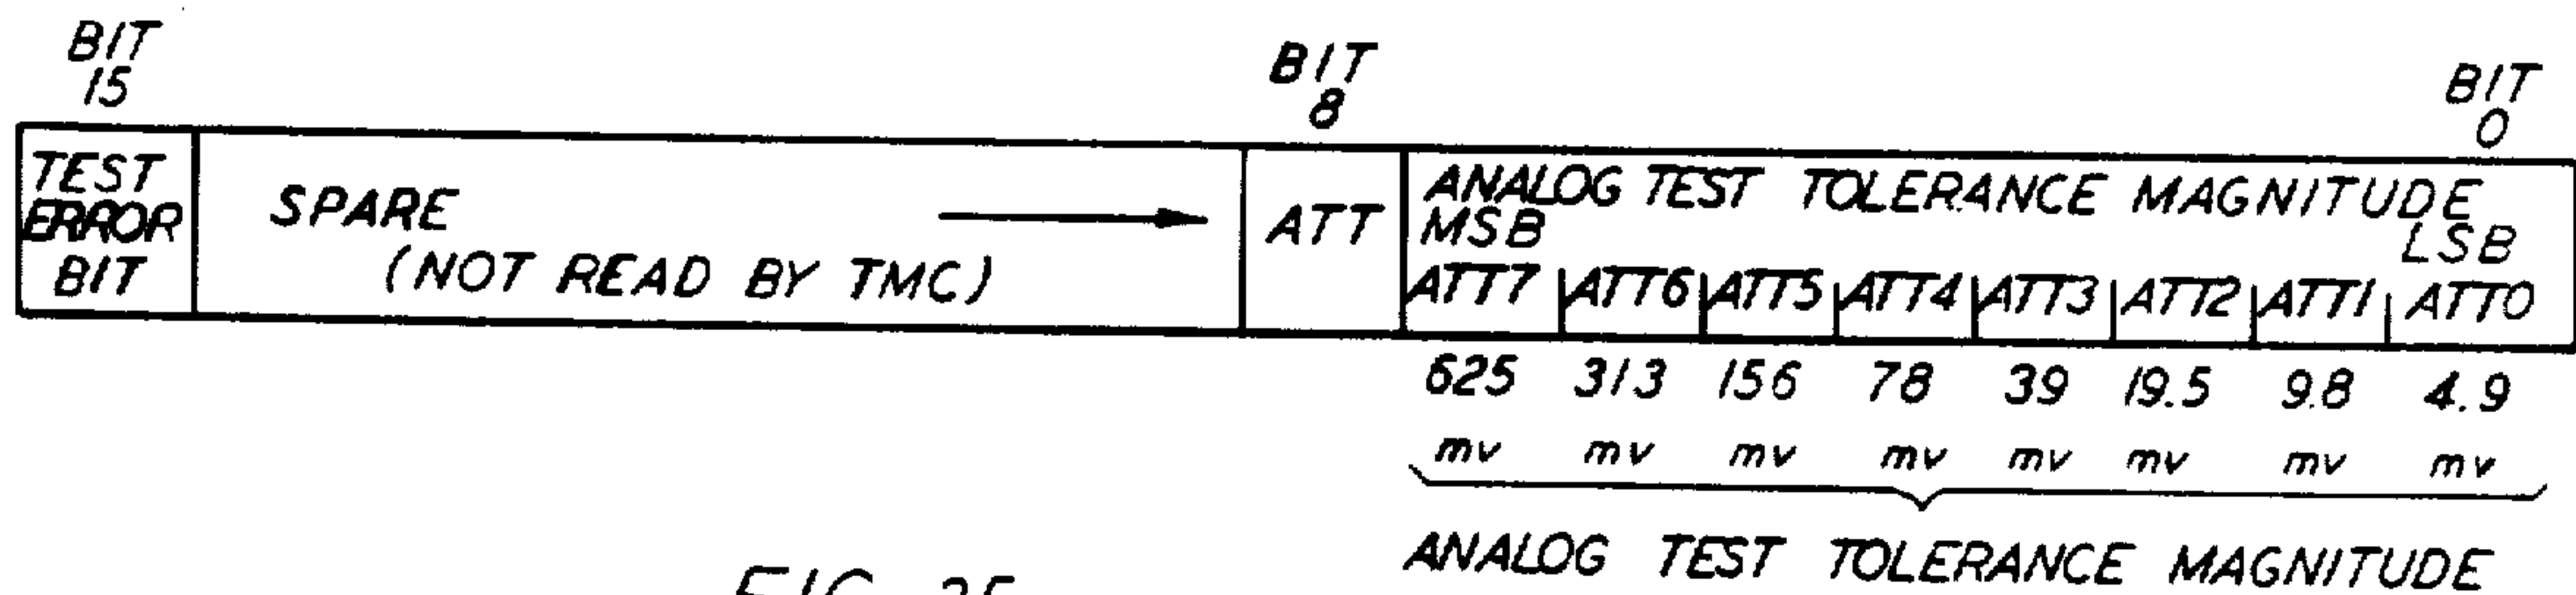 BIT
15
BIT
8
BIT
0
TEST
ERROR
BIT
SPARE
(NOT READ BY TMC)
ATT
ANALOG TEST TOLERANCE MAGNITUDE
MSB
LSB
ATT7 ATT6 ATT5 ATT4 ATT3 ATT2 ATT1 ATT0
625 313 156 78 39 19.5 9.8 4.9
mv mv mv mv mv mv mv mv
ANALOG TEST TOLERANCE MAGNITUDE